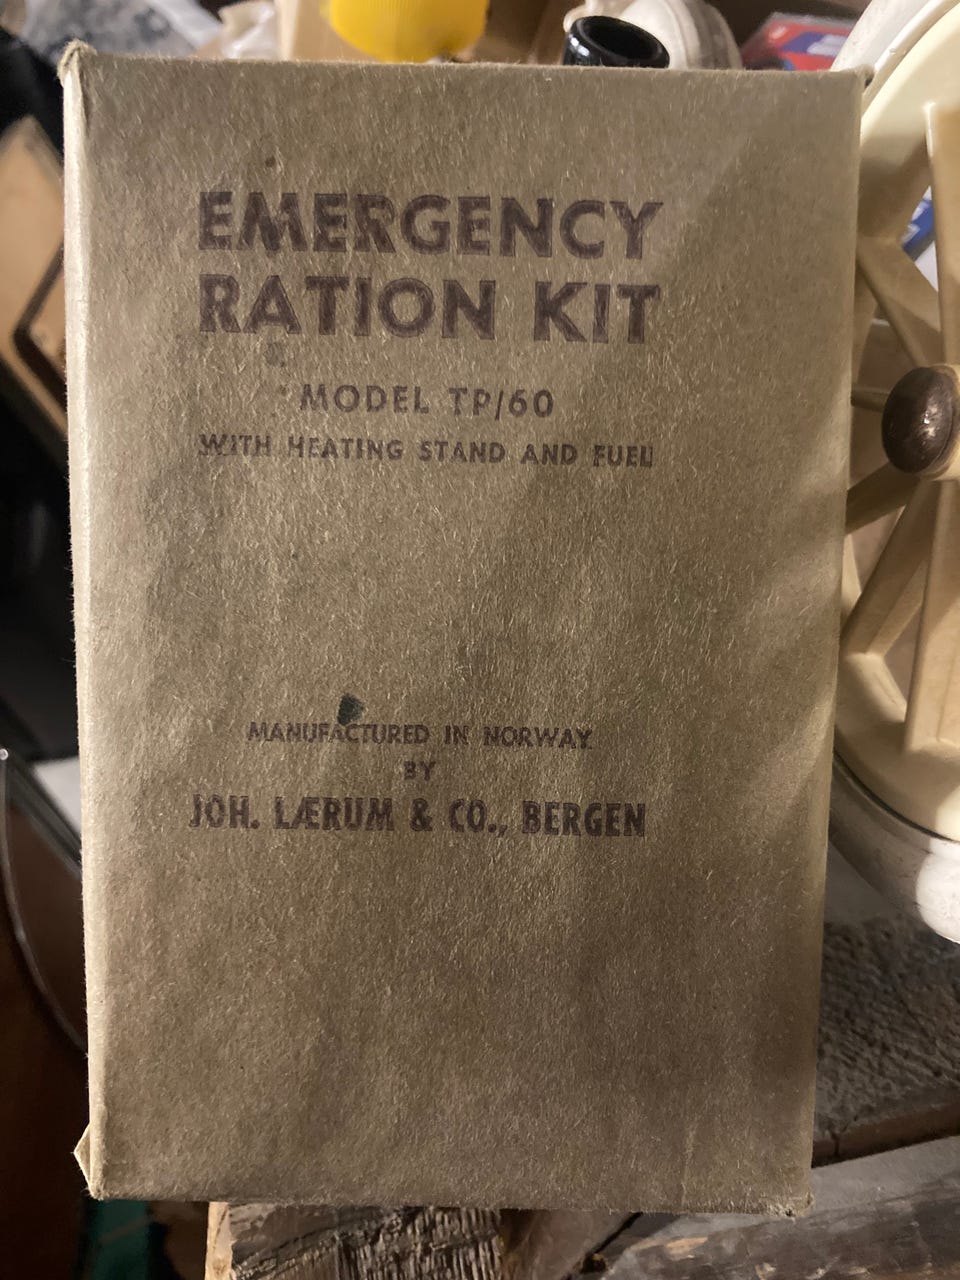 EMERGENCY
RATION KIT
MODEL TP/60
WITH HEATING STAND AND FUEL
MANUFACTURED IN NORWAY
BY
JOH. LÆRUM & CO., BERGEN